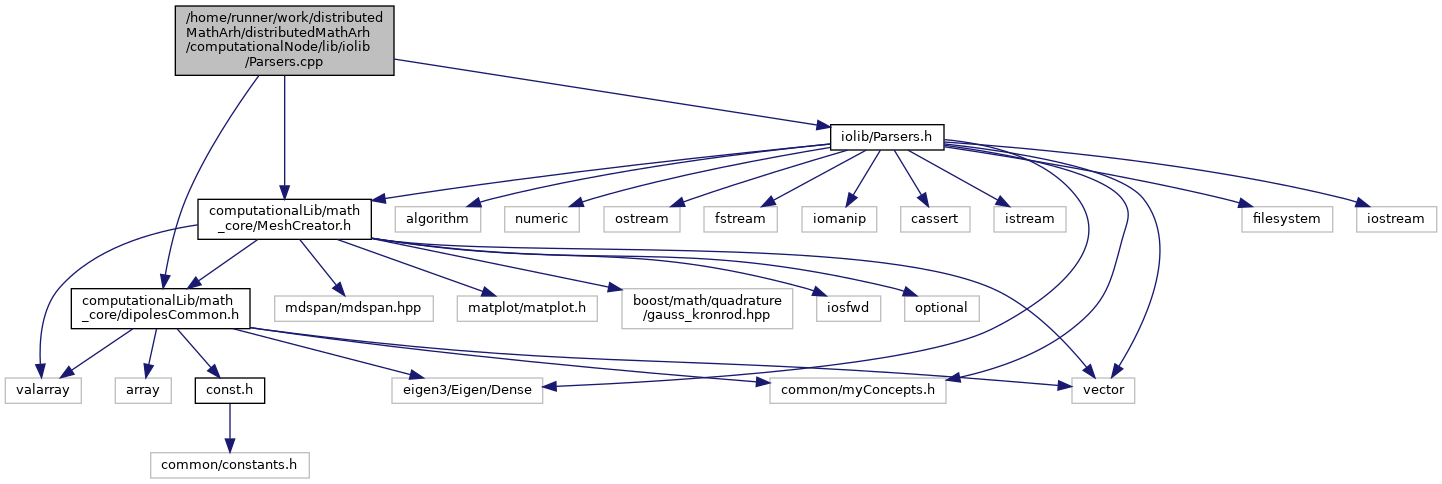 /home/runner/work/distributed
MathArh/distributedMathArh
/computationalNode/lib/iolib
/Parsers.cpp
iolib/Parsers.h
computationalLib/math
_core/MeshCreator.h
algorithm
numeric
ostream
fstream
iomanip
cassert
istream
filesystem
iostream
computationalLib/math
_core/dipolesCommon.h
mdspan/mdspan.hpp
matplot/matplot.h
boost/math/quadrature
/gauss_kronrod.hpp
iosfwd
optional
valarray
array
const.h
eigen3/Eigen/Dense
common/myConcepts.h
vector
common/constants.h